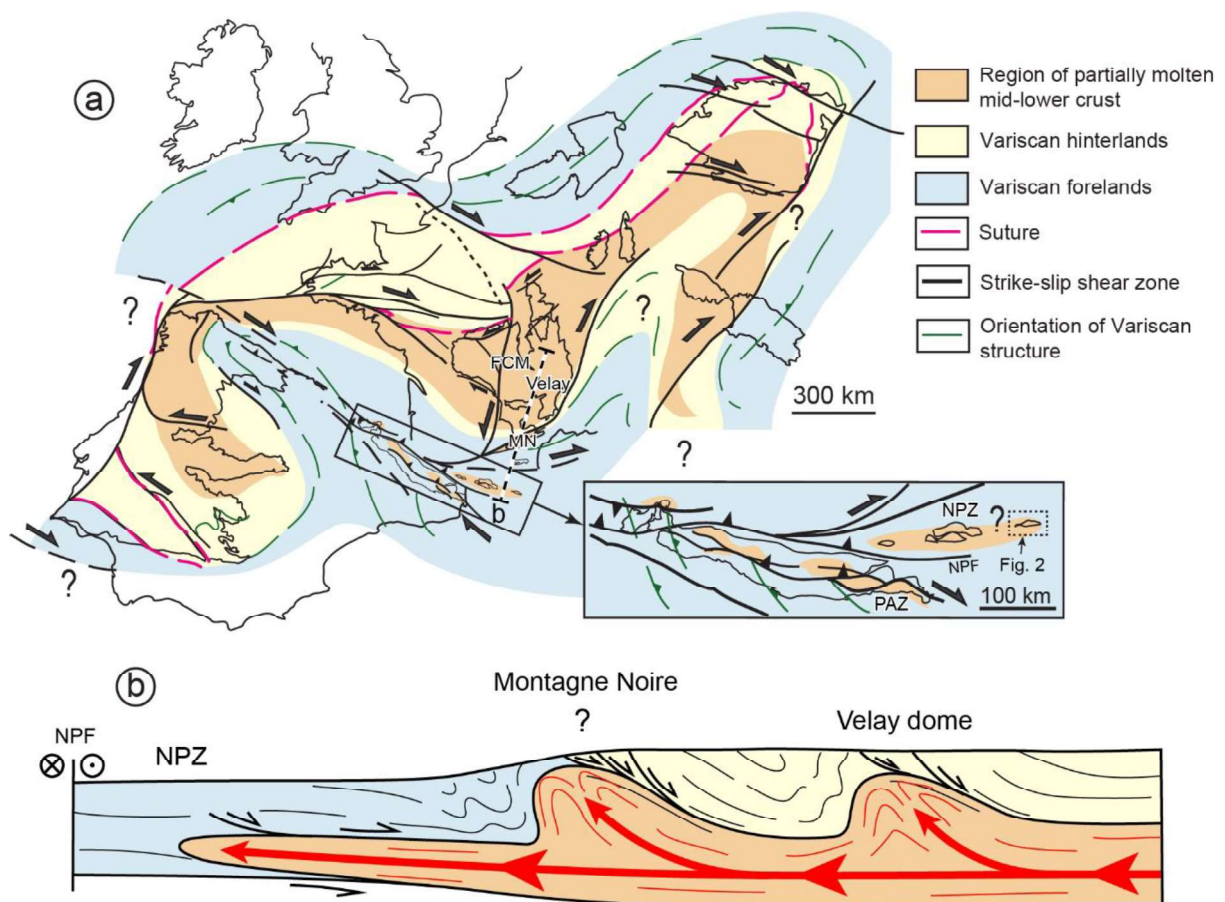 a
Region of partially molten
mid-lower crust
Variscan hinterlands
Variscan forelands
Suture
Strike-slip shear zone
Orientation of Variscan
structure
300 km
?
?
?
?
?
FCM
Velay
MN
b
NPZ
?
Fig. 2
NPF
PAZ
100 km
b
Montagne Noire
?
Velay dome
NPF
NPZ